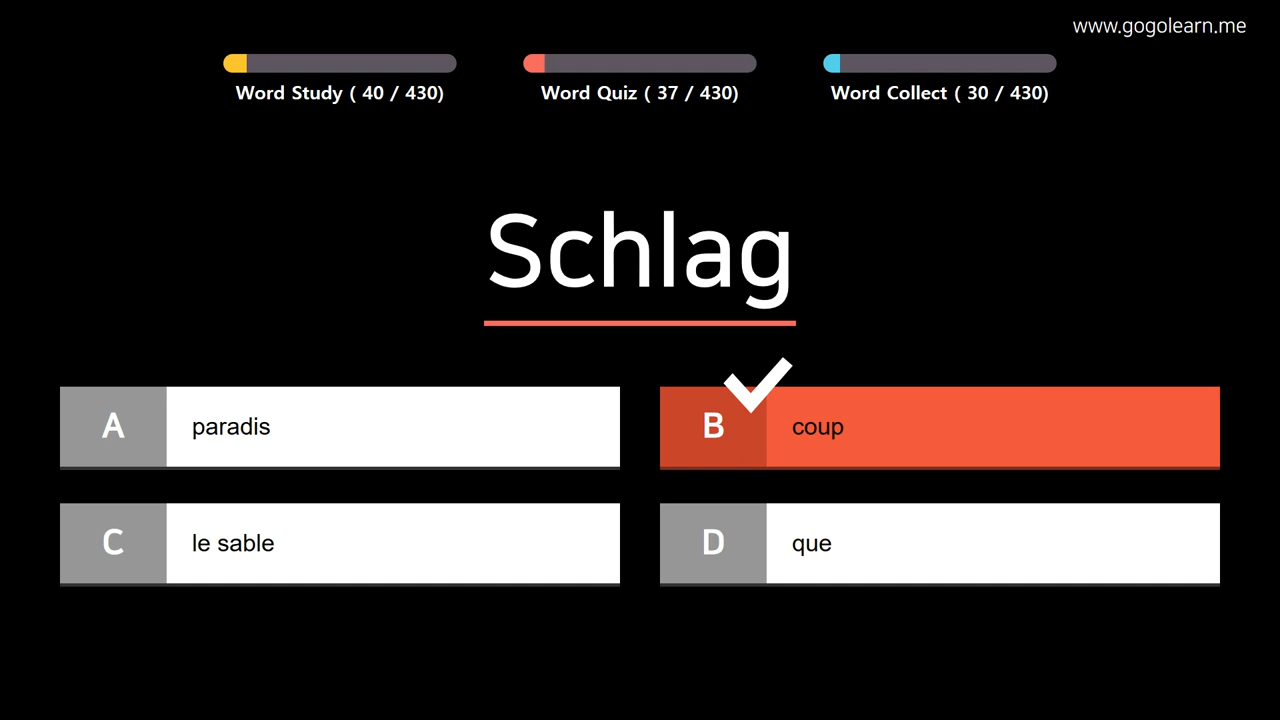 www.gogolearn.me
Word Study ( 40 / 430)
Word Quiz ( 37 / 430)
Word Collect ( 30 / 430)
Schlag
A paradis
B coup
C le sable
D que